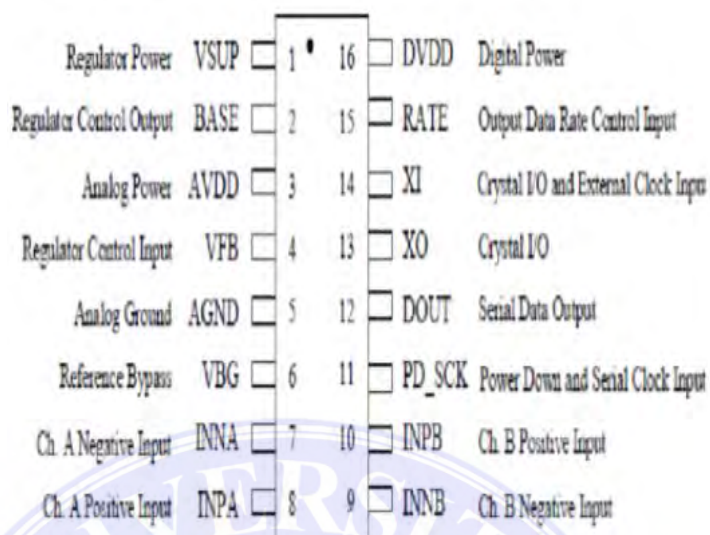 Regulator Power VSUP 1 16 DVDD Digital Power
Regulator Control Output BASE 2 15 RATE Output Data Rate Control Input
Analog Power AVDD 3 14 XI Crystal I/O and External Clock Input
Regulator Control Input VFB 4 13 XO Crystal I/O
Analog Ground AGND 5 12 DOUT Serial Data Output
Reference Bypass VBG 6 11 PD_SCK Power Down and Serial Clock Input
Ch. A Negative Input INNA 7 10 INPB Ch. B Positive Input
Ch. A Positive Input INPA 8 9 INNB Ch. B Negative Input
VERSIT